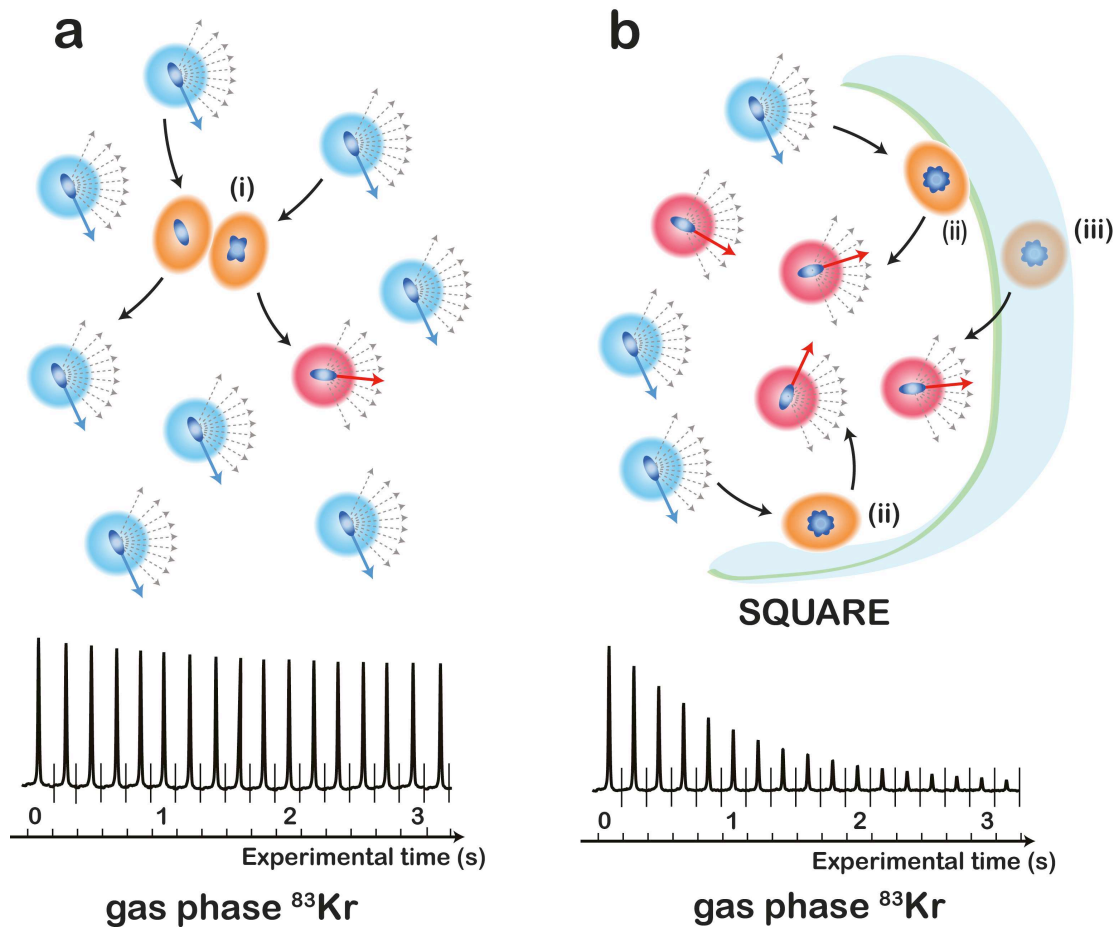 a
(i)
0 1 2 3
Experimental time (s)
gas phase ⁸³Kr
b
(ii)
(iii)
(ii)
SQUARE
0 1 2 3
Experimental time (s)
gas phase ⁸³Kr